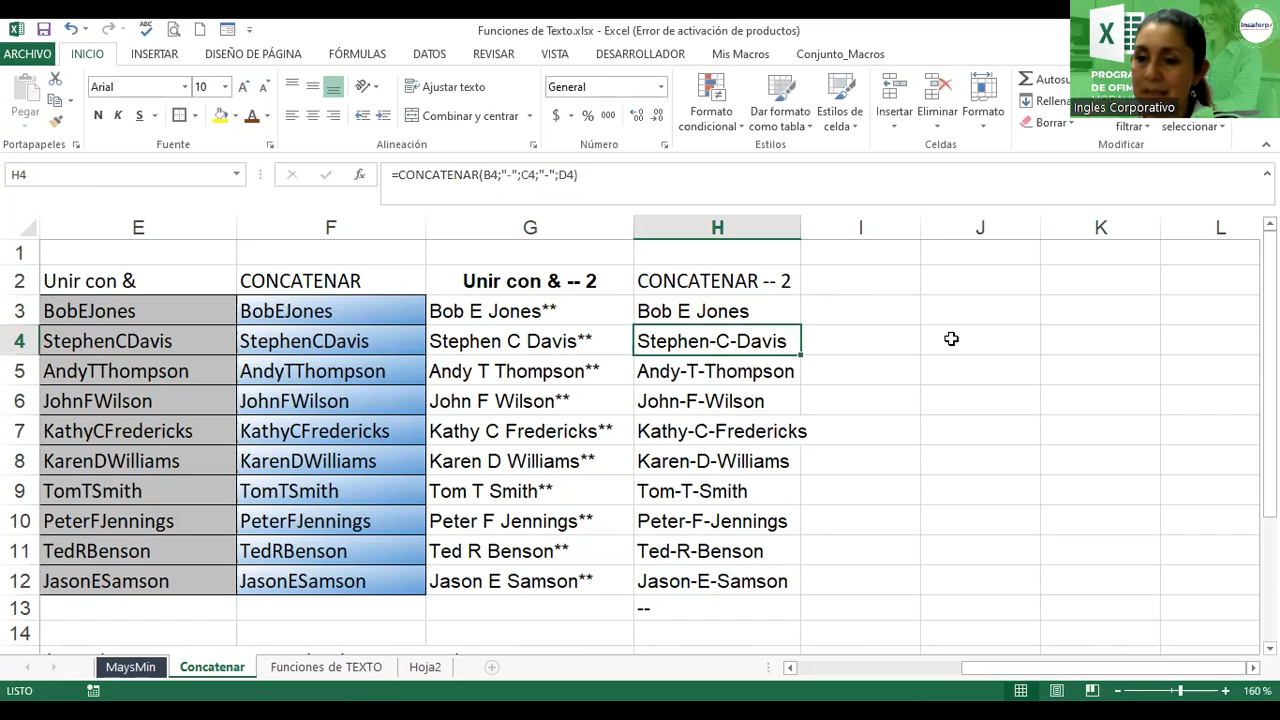 Funciones de Texto.xlsx - Excel (Error de activación de productos)
ARCHIVO INICIO INSERTAR DISEÑO DE PÁGINA FÓRMULAS DATOS REVISAR VISTA DESARROLLADOR Mis Macros Conjunto_Macros
Pegar
Arial 10
N K S
Ajustar texto
Combinar y centrar
General
$ % 000
Formato condicional
Dar formato como tabla
Estilos de celda
Insertar Eliminar Formato
Autosu
Rellena
Borrar
filtrar seleccionar
Portapapeles Fuente Alineación Número Estilos Celdas Modificar
PROGRA
DE OFIM
Insaforp
Ingles Corporativo
H4 fx =CONCATENAR(B4;"-";C4;"-";D4)
E F G H I J K L
1
2 Unir con & CONCATENAR Unir con & -- 2 CONCATENAR -- 2
3 BobEJones BobEJones Bob E Jones** Bob E Jones
4 StephenCDavis StephenCDavis Stephen C Davis** Stephen-C-Davis
5 AndyTThompson AndyTThompson Andy T Thompson** Andy-T-Thompson
6 JohnFWilson JohnFWilson John F Wilson** John-F-Wilson
7 KathyCFredericks KathyCFredericks Kathy C Fredericks** Kathy-C-Fredericks
8 KarenDWilliams KarenDWilliams Karen D Williams** Karen-D-Williams
9 TomTSmith TomTSmith Tom T Smith** Tom-T-Smith
10 PeterFJennings PeterFJennings Peter F Jennings** Peter-F-Jennings
11 TedRBenson TedRBenson Ted R Benson** Ted-R-Benson
12 JasonESamson JasonESamson Jason E Samson** Jason-E-Samson
13 --
14
MaysMin Concatenar Funciones de TEXTO Hoja2
LISTO 160 %